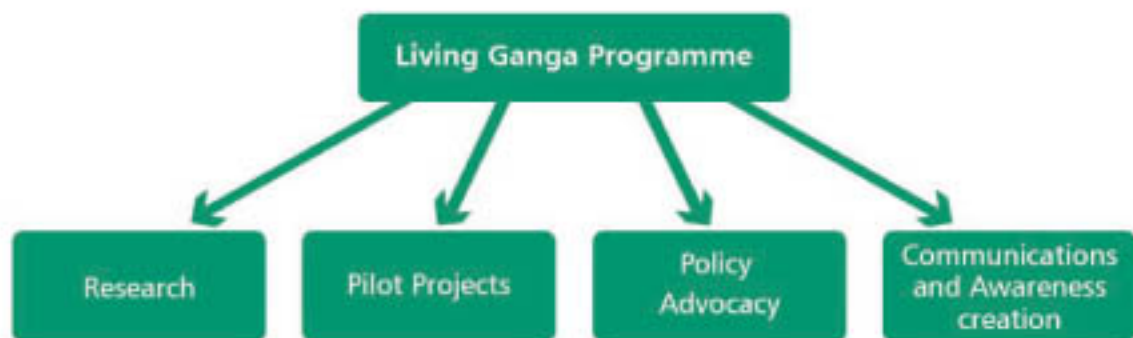 Living Ganga Programme
Research
Pilot Projects
Policy
Advocacy
Communications
and Awareness
creation